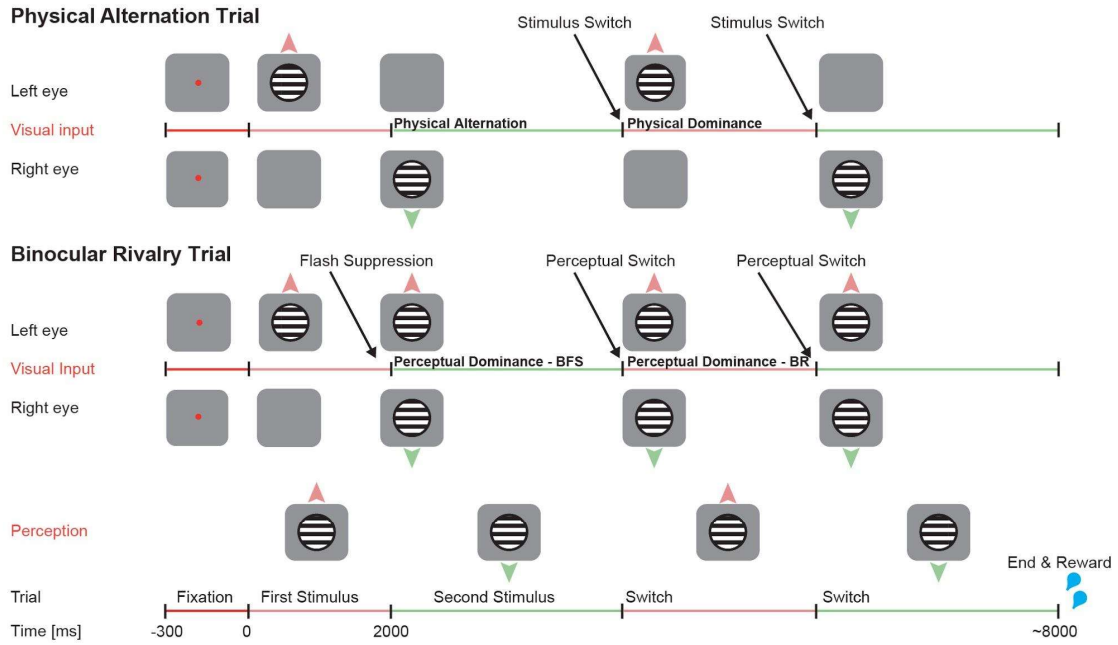 Physical Alternation Trial
Stimulus Switch
Stimulus Switch
Left eye
Visual input
Physical Alternation
Physical Dominance
Right eye
Binocular Rivalry Trial
Flash Suppression
Perceptual Switch
Perceptual Switch
Left eye
Visual Input
Perceptual Dominance - BFS
Perceptual Dominance - BR
Right eye
Perception
End & Reward
Trial
Fixation
First Stimulus
Second Stimulus
Switch
Switch
Time [ms]
-300
0
2000
~8000